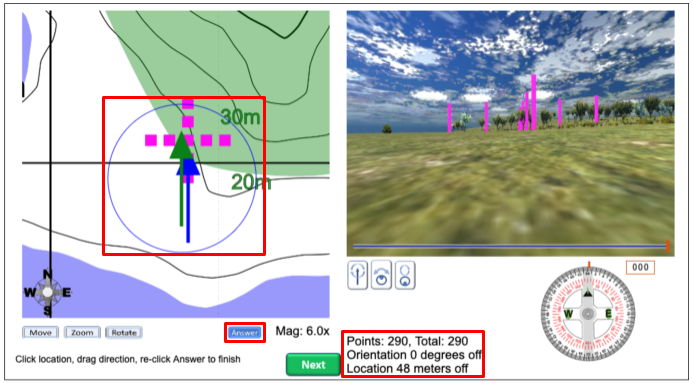 30m
20m
N
W E
S
Move Zoom Rotate Answer Mag: 6.0x
Click location, drag direction, re-click Answer to finish
Next
000
W E
Points: 290, Total: 290
Orientation 0 degrees off
Location 48 meters off